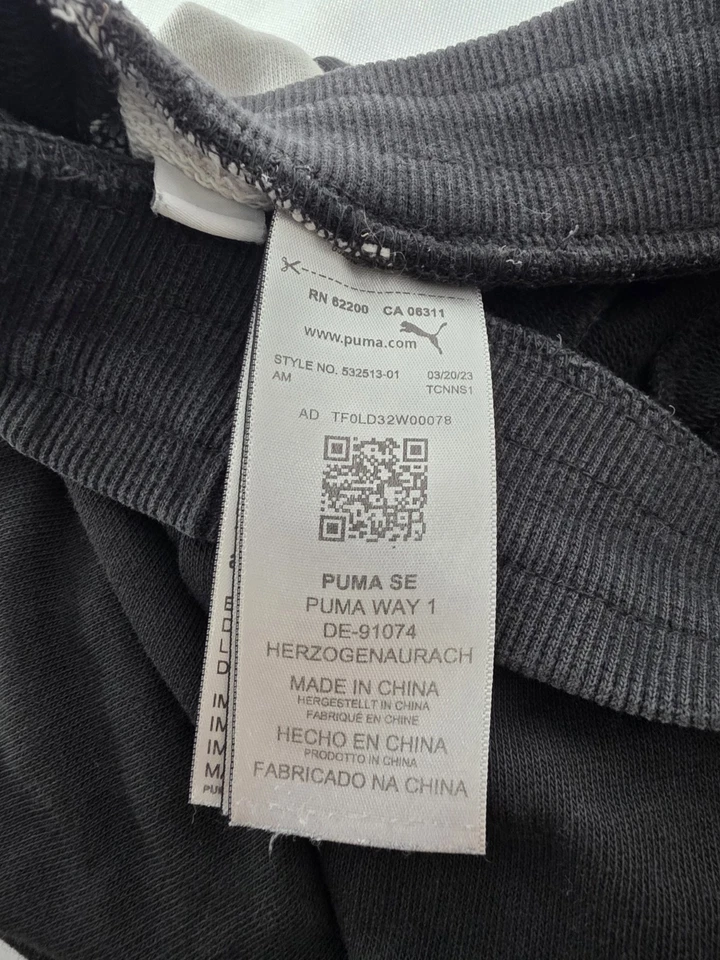 RN 62200 CA 06311
www.puma.com
STYLE NO. 532513-01 03/20/23
AM TCNNS1
AD TF0LD32W00078
PUMA SE
PUMA WAY 1
DE-91074
HERZOGENAURACH
MADE IN CHINA
HERGESTELLT IN CHINA
FABRIQUÉ EN CHINE
HECHO EN CHINA
PRODOTTO IN CHINA
FABRICADO NA CHINA